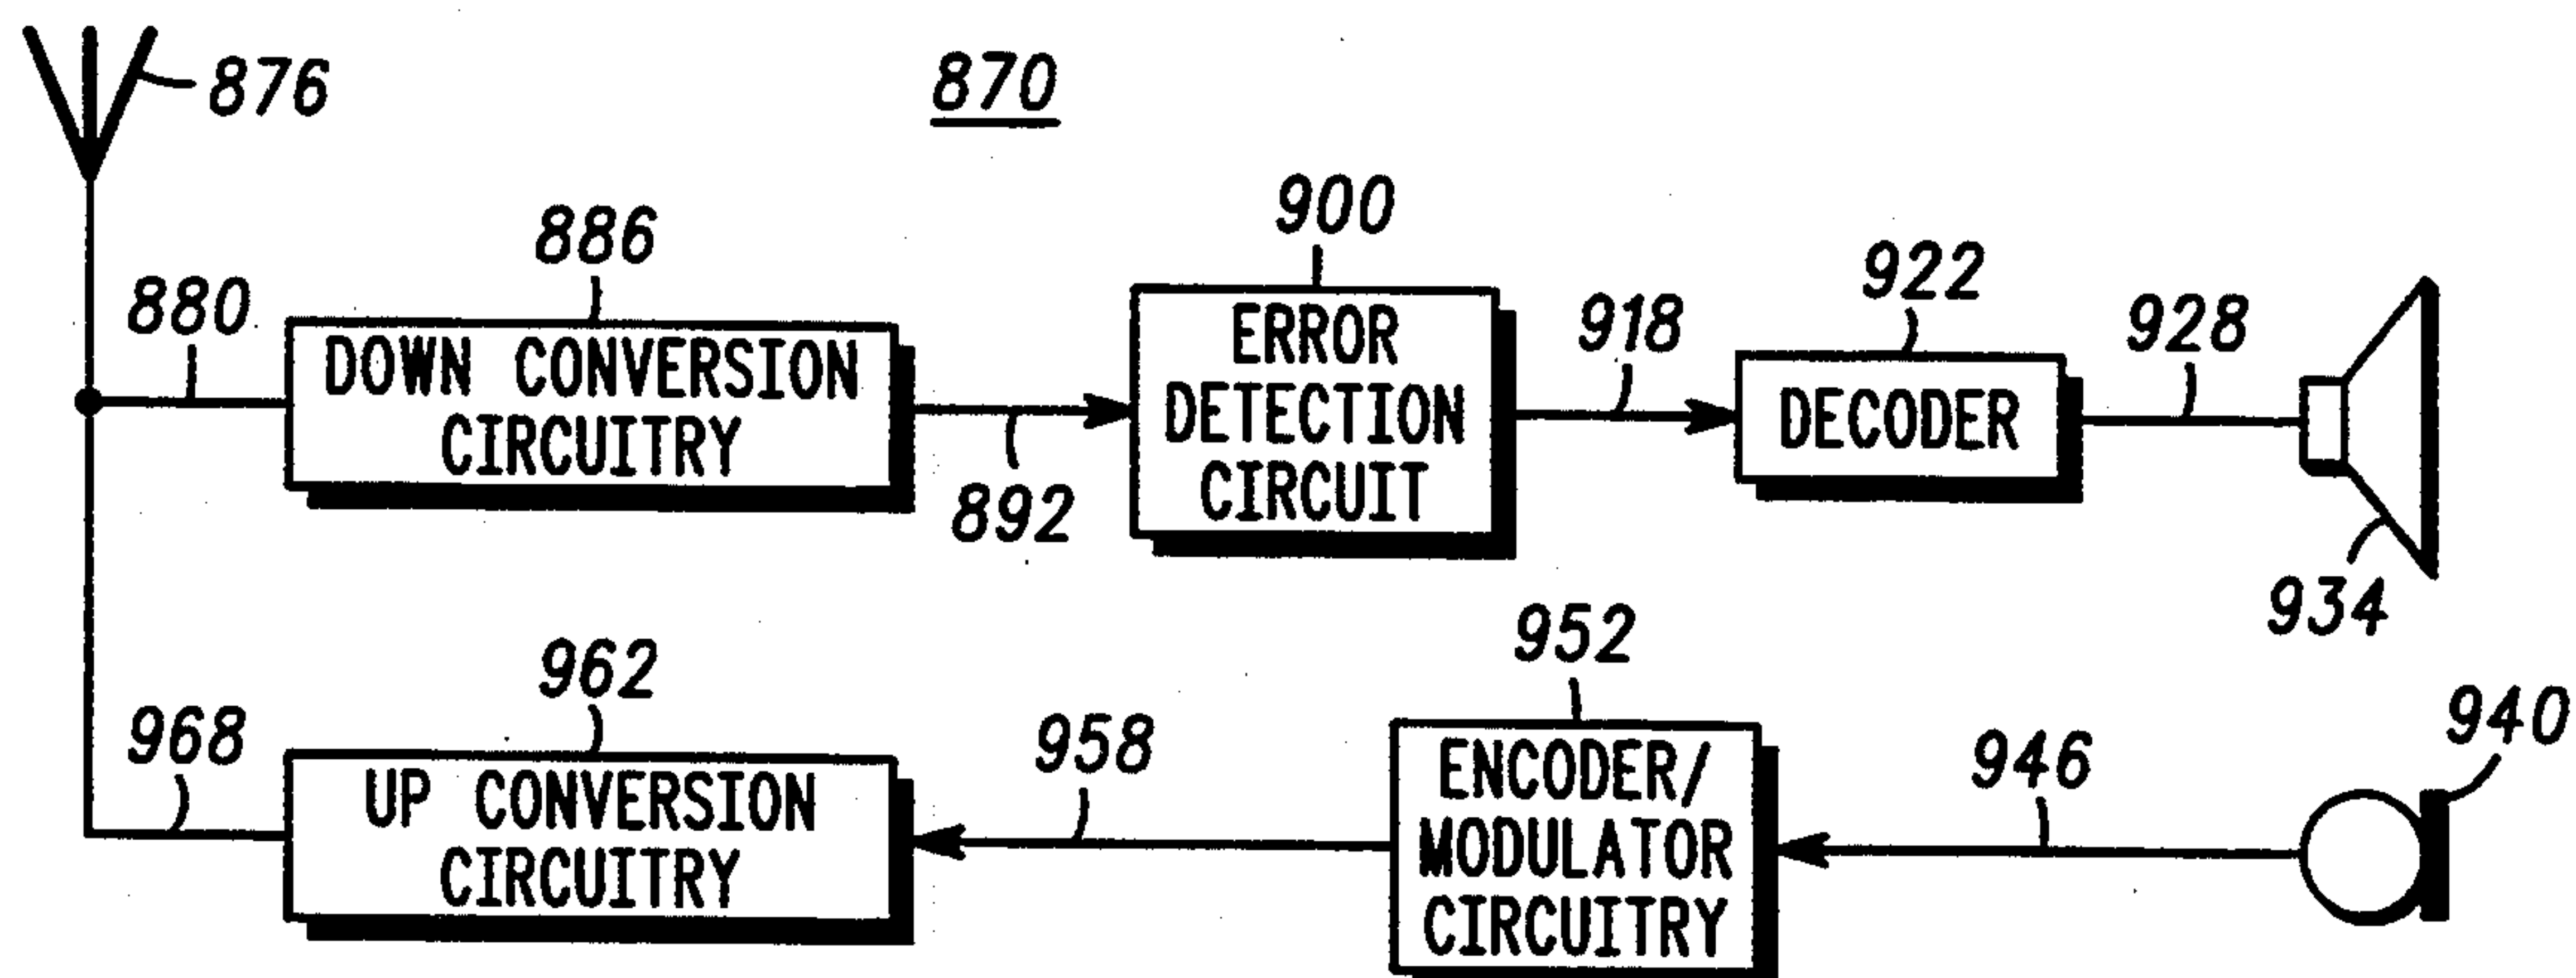 876
870
900
886
922
880
918
928
DOWN CONVERSION
CIRCUITRY
ERROR
DETECTION
CIRCUIT
DECODER
892
934
952
962
940
968
958
946
UP CONVERSION
CIRCUITRY
ENCODER/
MODULATOR
CIRCUITRY